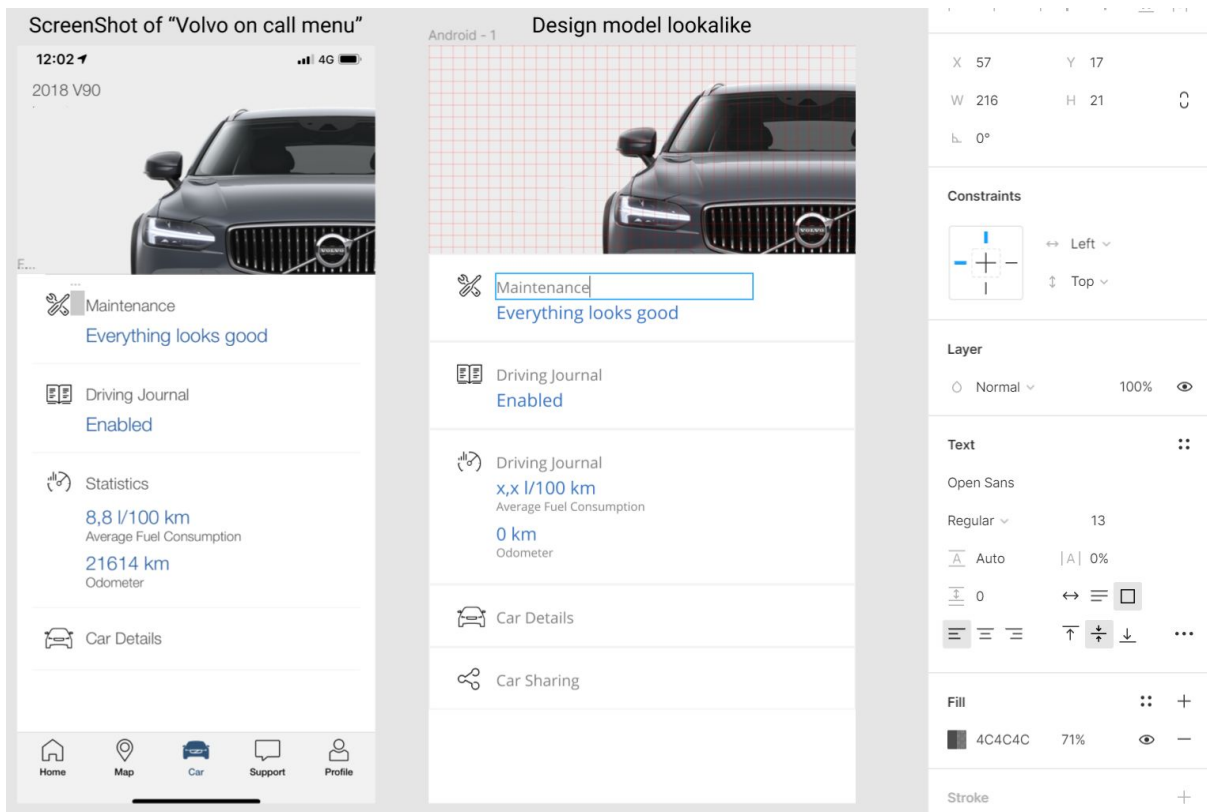 ScreenShot of “Volvo on call menu”
12:02
4G
2018 V90
VOLVO
E...
...
Maintenance
Everything looks good
Driving Journal
Enabled
Statistics
8,8 l/100 km
Average Fuel Consumption
21614 km
Odometer
Car Details
Home Map Car Support Profile
Design model lookalike
Android - 1
VOLVO
Maintenance
Everything looks good
Driving Journal
Enabled
Driving Journal
x,x l/100 km
Average Fuel Consumption
0 km
Odometer
Car Details
Car Sharing
X 57 Y 17
W 216 H 21
0°
Constraints
Left
Top
Layer
Normal 100%
Text
Open Sans
Regular 13
A Auto |A| 0%
0
...
Fill
4C4C4C 71%
Stroke